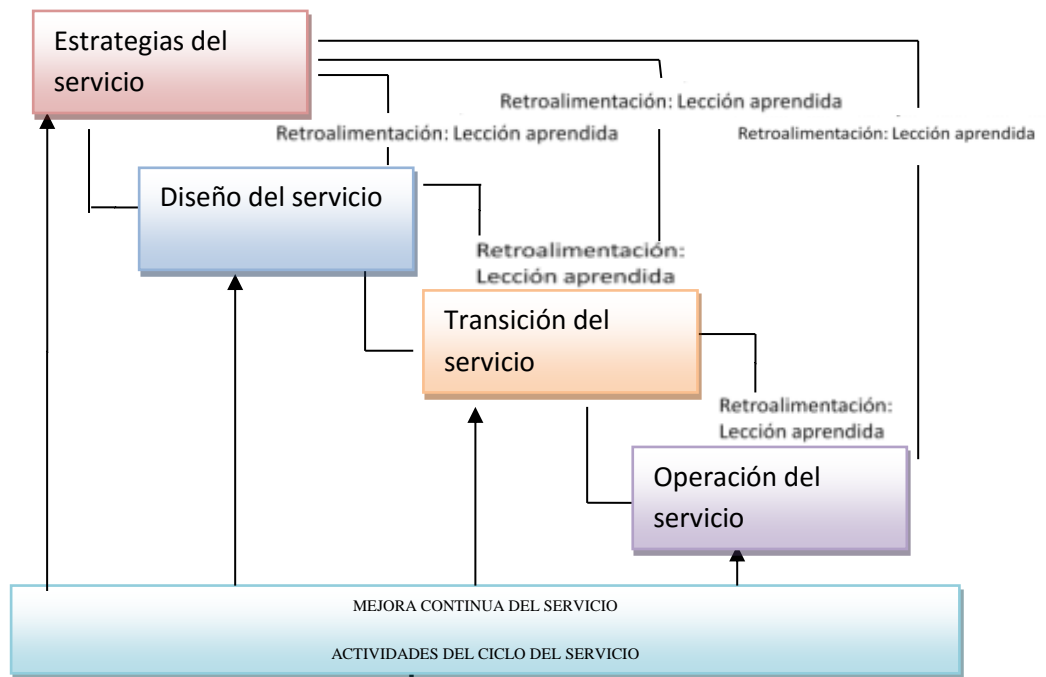 Estrategias del
servicio
Retroalimentación: Lección aprendida
Retroalimentación: Lección aprendida
Retroalimentación: Lección aprendida
Diseño del servicio
Retroalimentación:
Lección aprendida
Transición del
servicio
Retroalimentación:
Lección aprendida
Operación del
servicio
MEJORA CONTINUA DEL SERVICIO
ACTIVIDADES DEL CICLO DEL SERVICIO